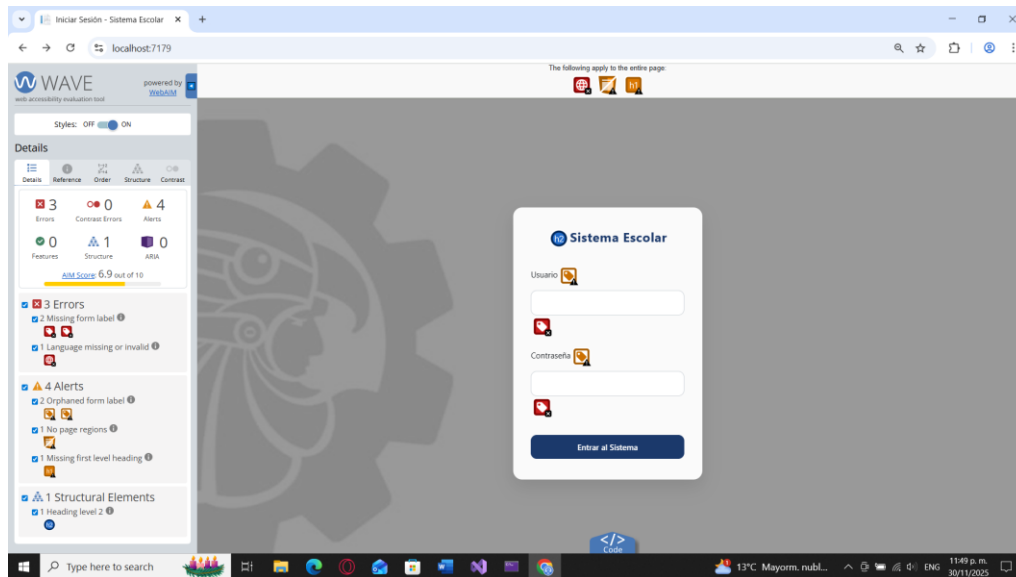 Iniciar Sesión - Sistema Escolar
localhost:7179
WAVE
web accessibility evaluation tool
powered by
WebAIM
The following apply to the entire page:
h1
Styles: OFF ON
Details
Details Reference Order Structure Contrast
3 0 4
Errors Contrast Errors Alerts
0 1 0
Features Structure ARIA
AIM Score: 6.9 out of 10
3 Errors
2 Missing form label
1 Language missing or invalid
4 Alerts
2 Orphaned form label
1 No page regions
1 Missing first level heading
h1
1 Structural Elements
1 Heading level 2
h2
h2 Sistema Escolar
Usuario
Contraseña
Entrar al Sistema
</>
Code
Type here to search
13°C Mayorm. nubl...
ENG
11:49 p. m.
30/11/2025